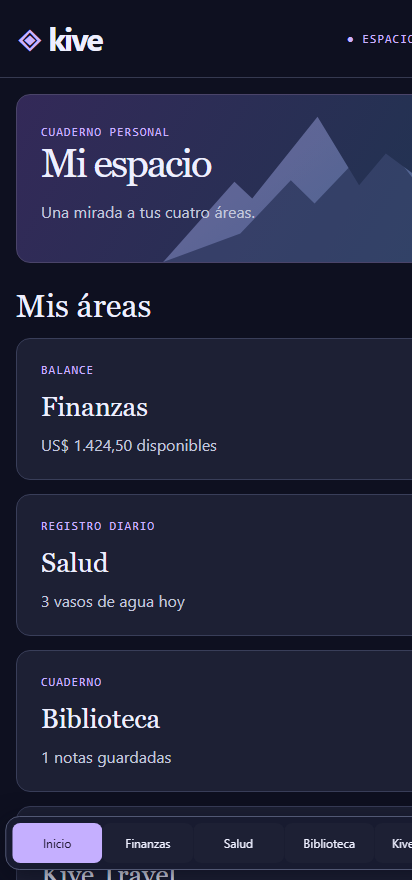 kive
ESPACIO
CUADERNO PERSONAL
Mi espacio
Una mirada a tus cuatro áreas.
Mis áreas
BALANCE
Finanzas
US$ 1.424,50 disponibles
REGISTRO DIARIO
Salud
3 vasos de agua hoy
CUADERNO
Biblioteca
1 notas guardadas
Inicio Finanzas Salud Biblioteca Kive
Kive Travel